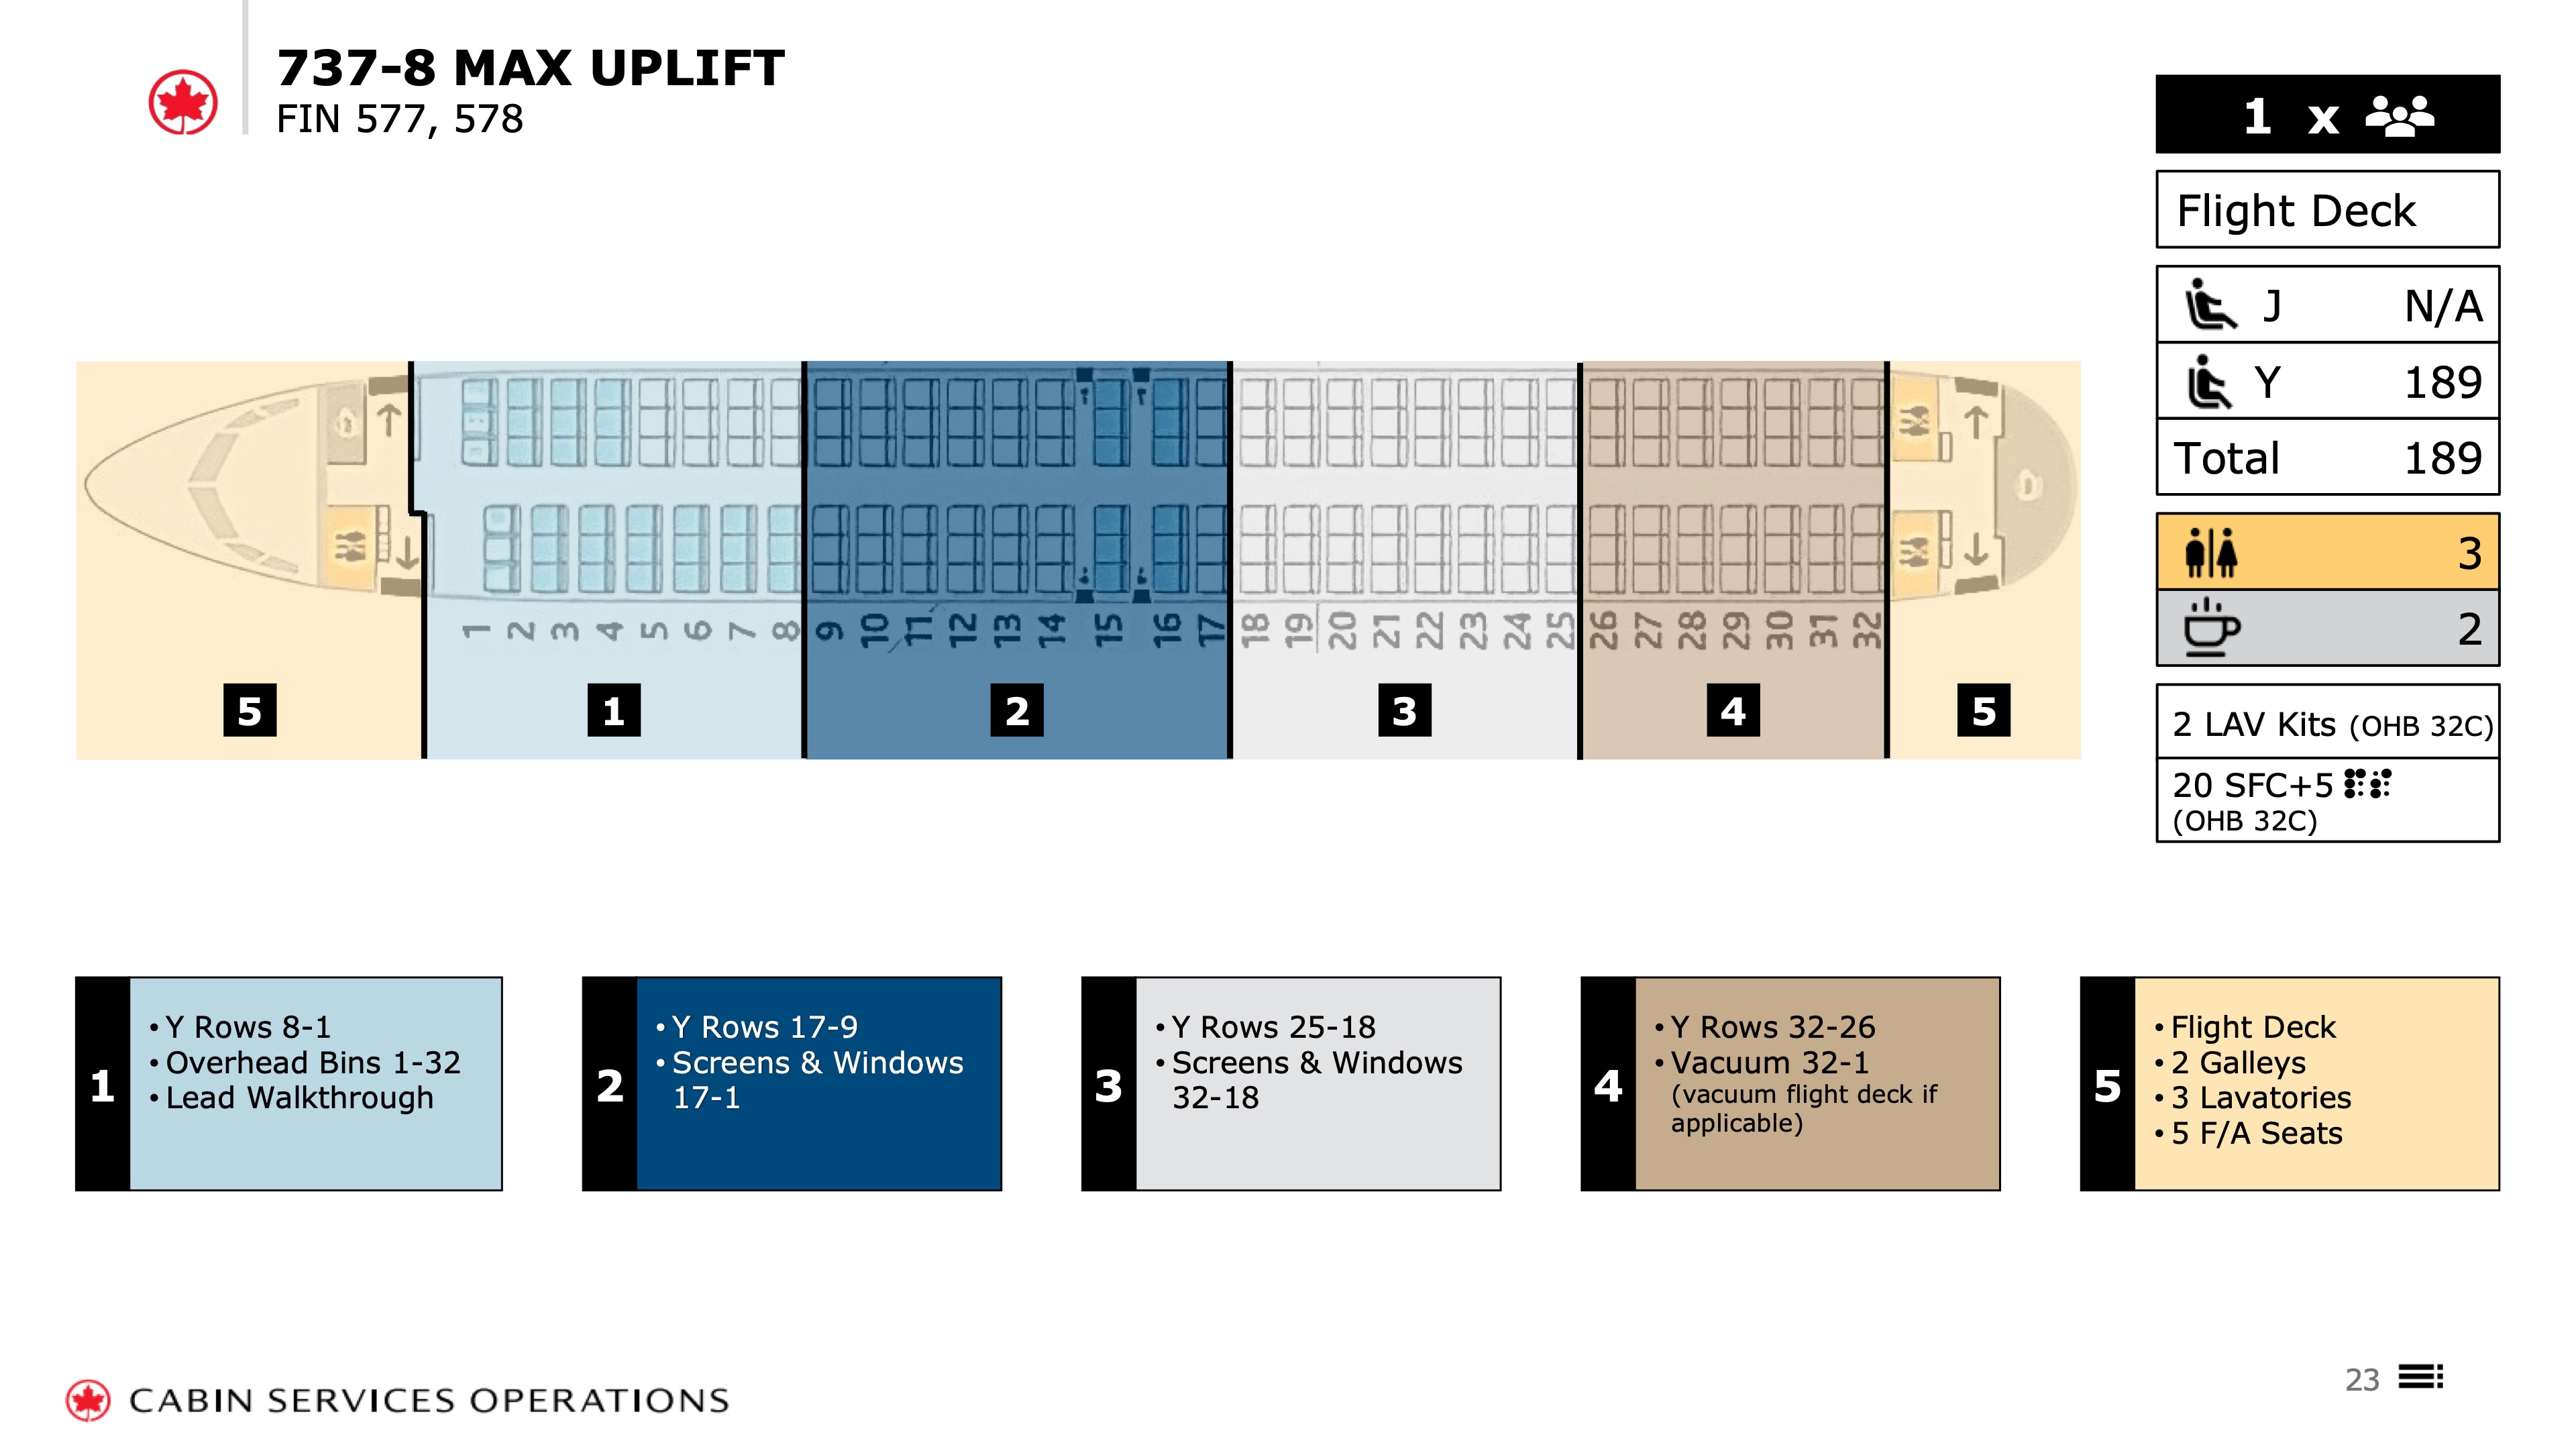 737-8 MAX UPLIFT
FIN 577, 578
1 x
Flight Deck
J N/A
Y 189
Total 189
3
2
2 LAV Kits (OHB 32C)
20 SFC+5
(OHB 32C)
1 2 3 4 5 6 7 8 9 10 11 12 13 14 15 16 17 18 19 20 21 22 23 24 25 26 27 28 29 30 31 32
5 1 2 3 4 5
1
• Y Rows 8-1
• Overhead Bins 1-32
• Lead Walkthrough
2
• Y Rows 17-9
• Screens & Windows
17-1
3
• Y Rows 25-18
• Screens & Windows
32-18
4
• Y Rows 32-26
• Vacuum 32-1
(vacuum flight deck if
applicable)
5
• Flight Deck
• 2 Galleys
• 3 Lavatories
• 5 F/A Seats
CABIN SERVICES OPERATIONS
23